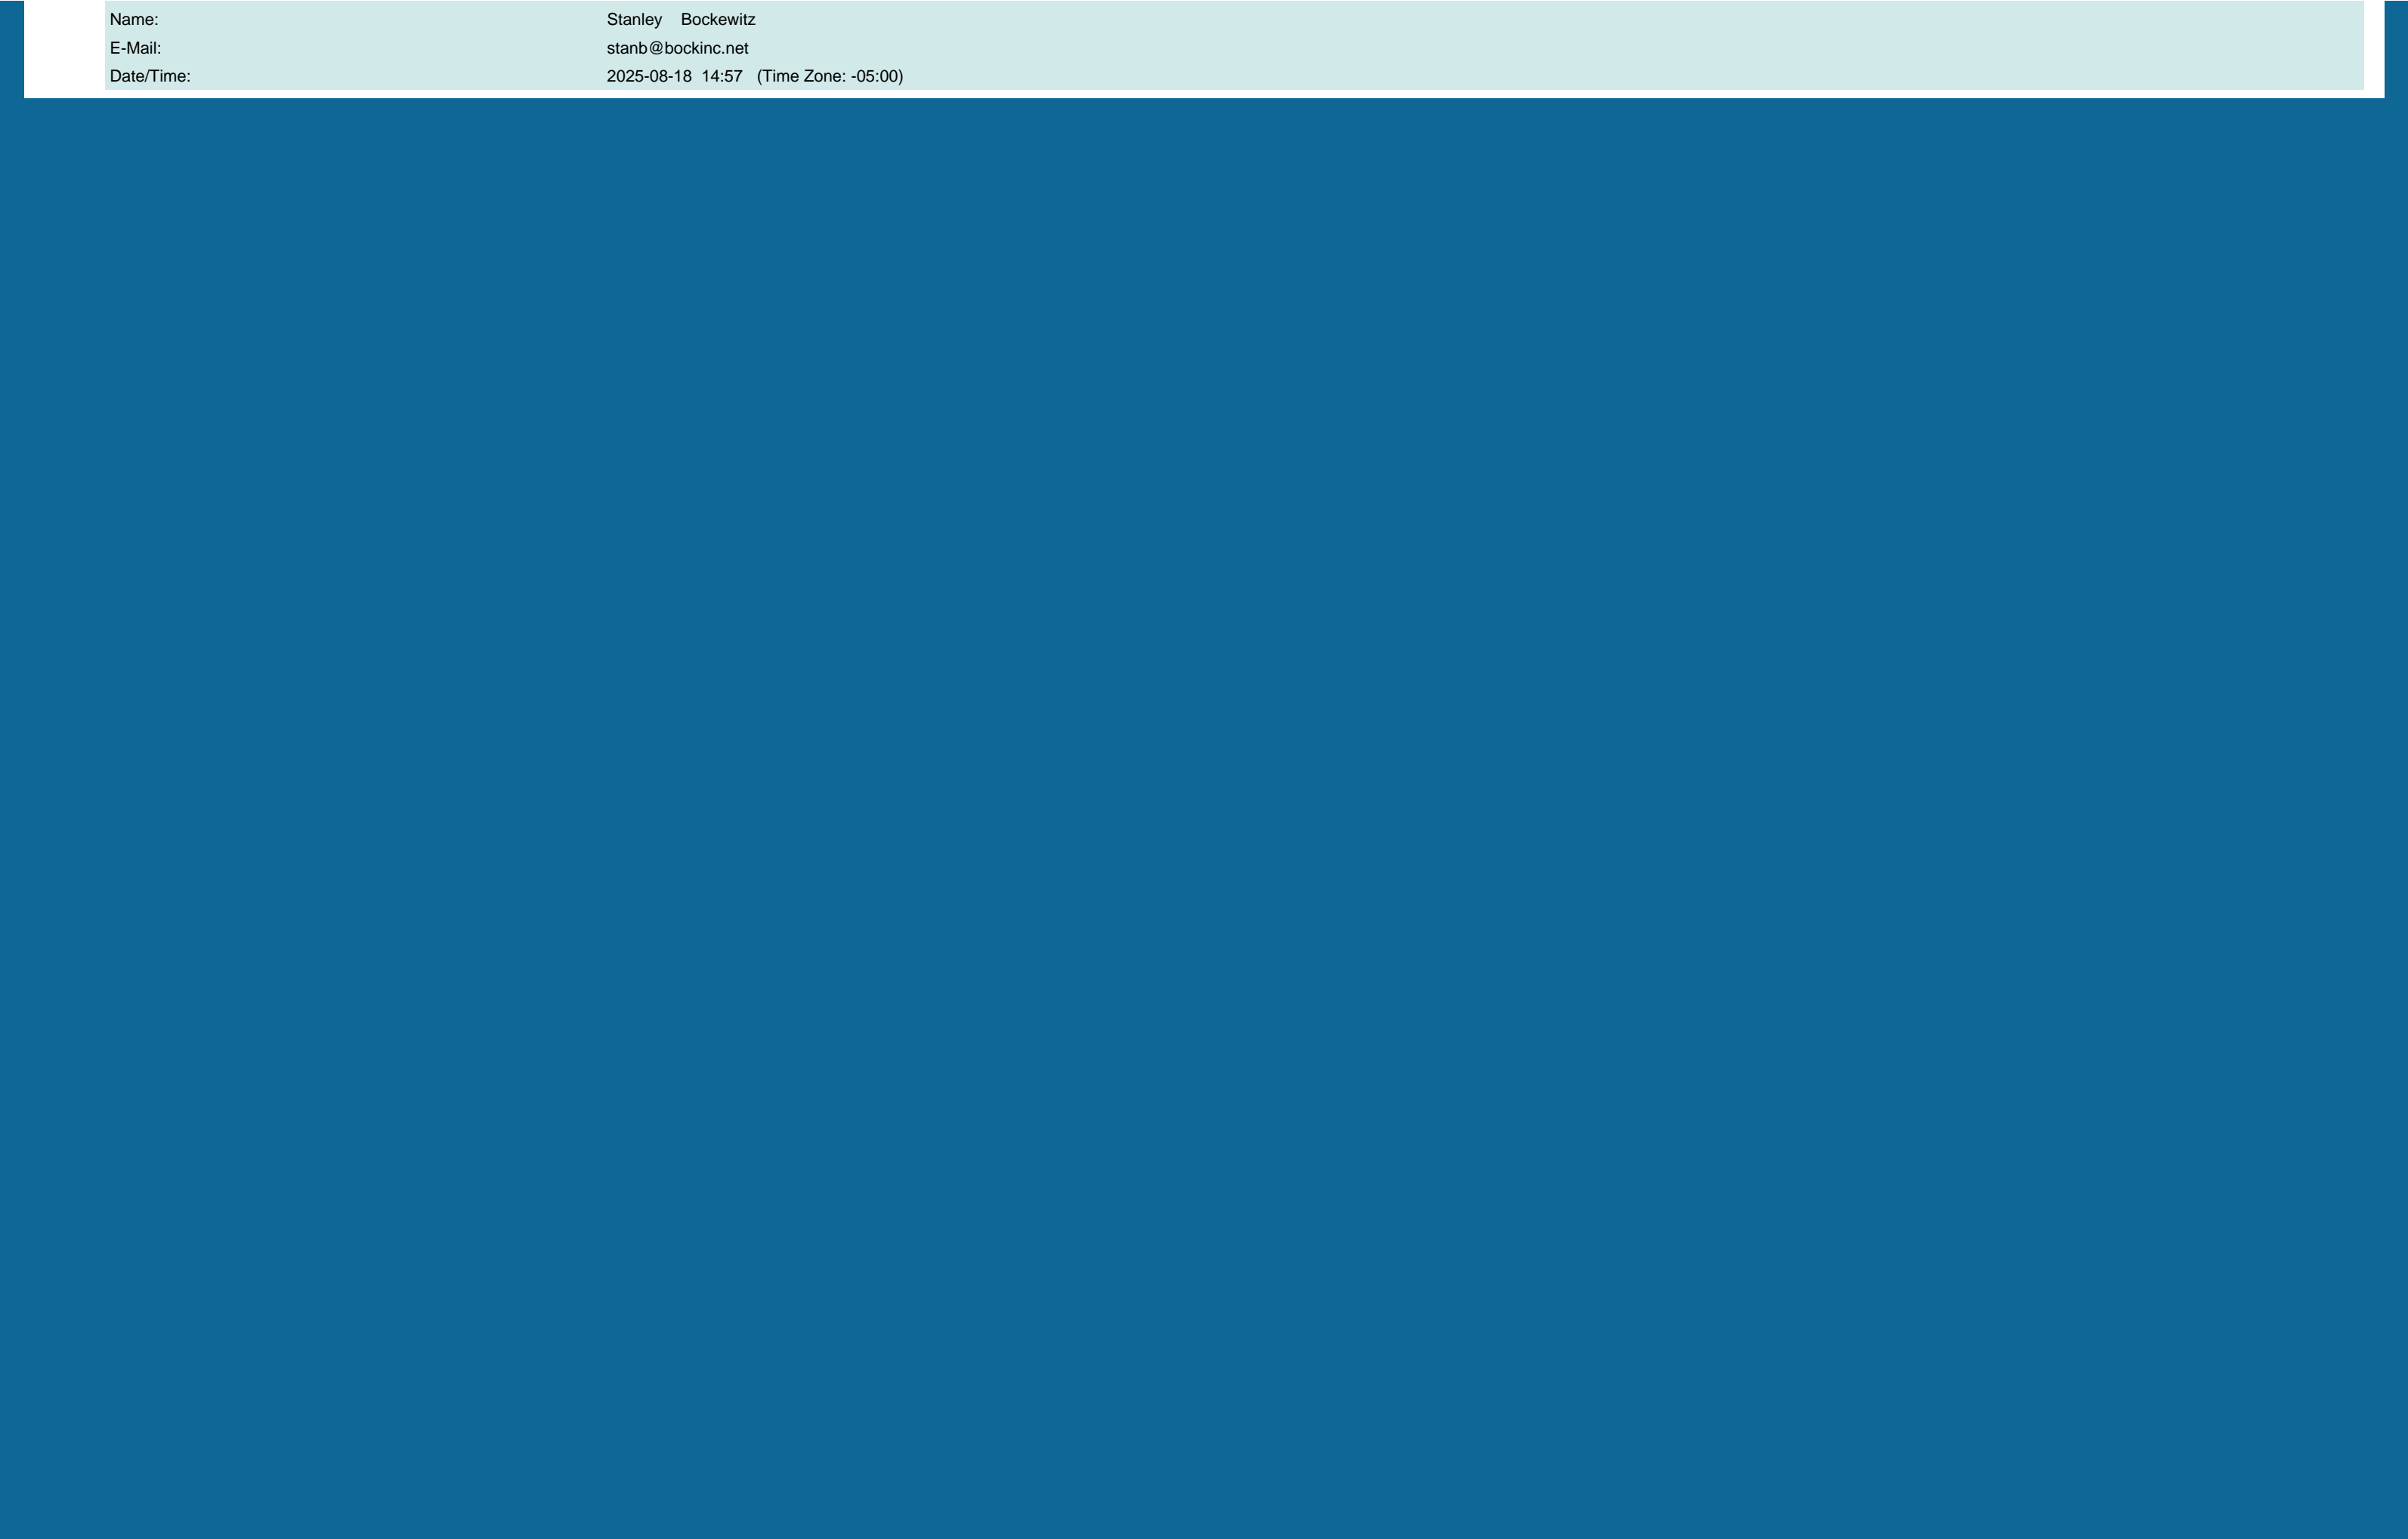 Name: Stanley Bockewitz
E-Mail: stanb@bockinc.net
Date/Time: 2025-08-18 14:57 (Time Zone: -05:00)